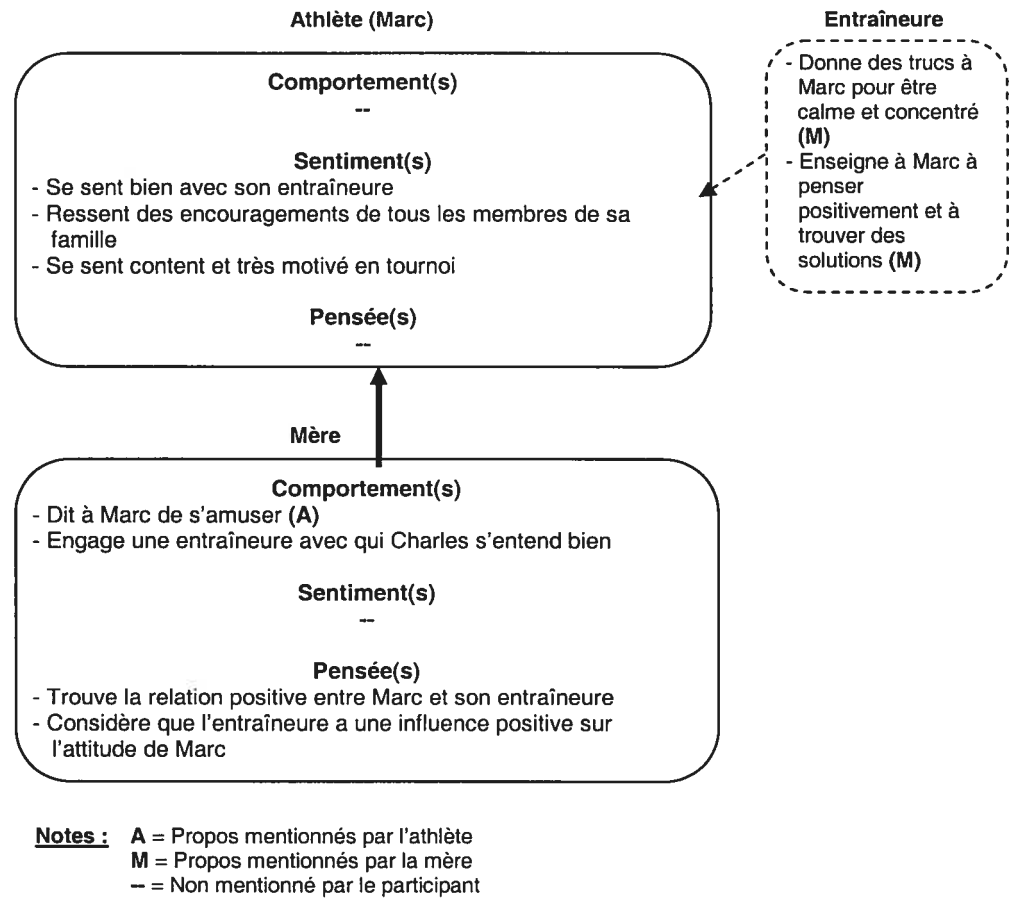 Athlète (Marc)
Comportement(s)
--
Sentiment(s)
- Se sent bien avec son entraîneure
- Ressent des encouragements de tous les membres de sa
famille
- Se sent content et très motivé en tournoi
Pensée(s)
--
Entraîneure
- Donne des trucs à
Marc pour être
calme et concentré
(M)
- Enseigne à Marc à
penser
positivement et à
trouver des
solutions (M)
Mère
Comportement(s)
- Dit à Marc de s'amuser (A)
- Engage une entraîneure avec qui Charles s'entend bien
Sentiment(s)
--
Pensée(s)
- Trouve la relation positive entre Marc et son entraîneure
- Considère que l'entraîneure a une influence positive sur
l'attitude de Marc
Notes : A = Propos mentionnés par l'athlète
M = Propos mentionnés par la mère
-- = Non mentionné par le participant